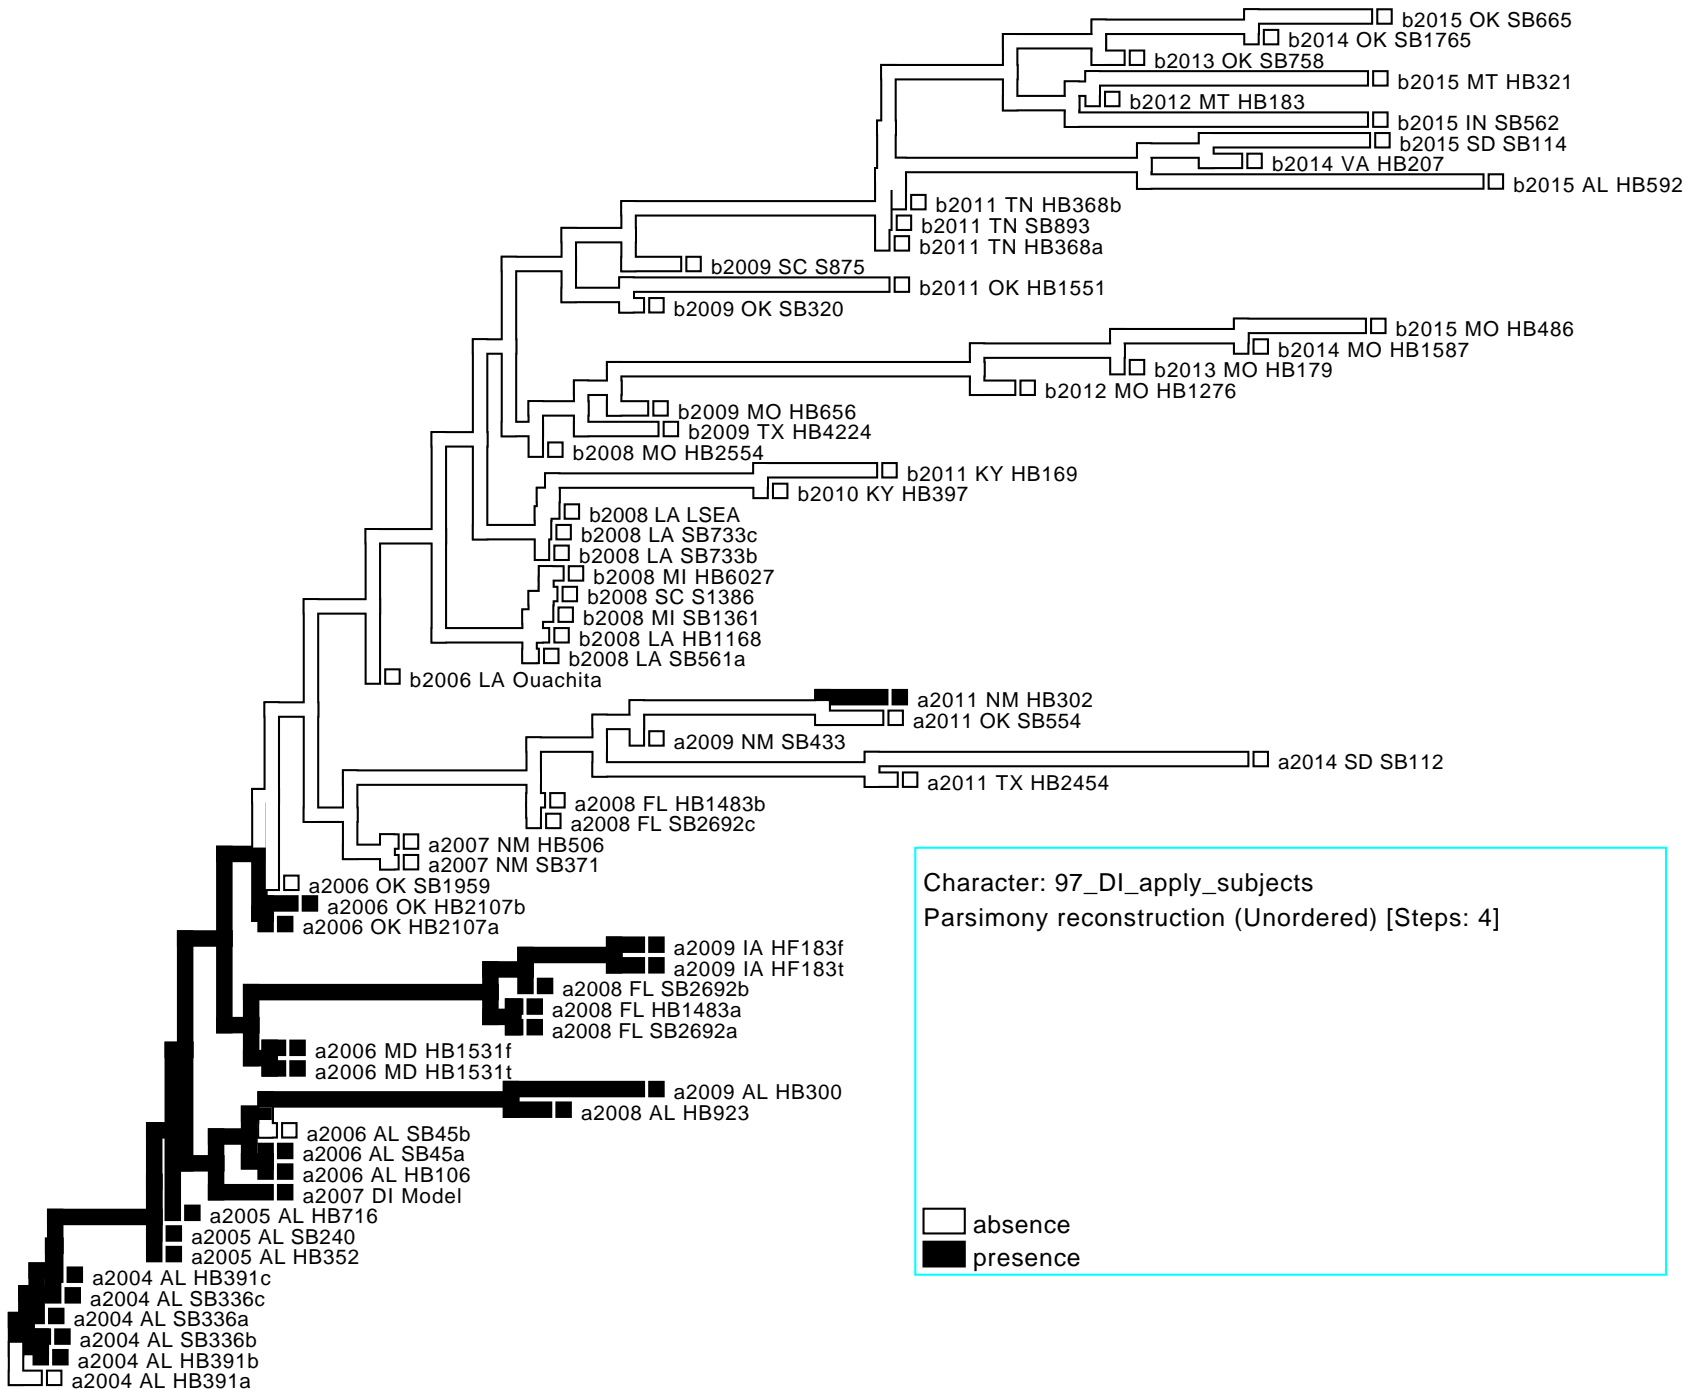 b2015 OK SB665
b2014 OK SB1765
b2013 OK SB758
b2015 MT HB321
b2012 MT HB183
b2015 IN SB562
b2015 SD SB114
b2014 VA HB207
b2015 AL HB592
b2011 TN HB368b
b2011 TN SB893
b2011 TN HB368a
b2009 SC S875
b2011 OK HB1551
b2009 OK SB320
b2015 MO HB486
b2014 MO HB1587
b2013 MO HB179
b2012 MO HB1276
b2009 MO HB656
b2009 TX HB4224
b2008 MO HB2554
b2011 KY HB169
b2010 KY HB397
b2008 LA LSEA
b2008 LA SB733c
b2008 LA SB733b
b2008 MI HB6027
b2008 SC S1386
b2008 MI SB1361
b2008 LA HB1168
b2008 LA SB561a
b2006 LA Ouachita
a2011 NM HB302
a2011 OK SB554
a2009 NM SB433
a2014 SD SB112
a2011 TX HB2454
a2008 FL HB1483b
a2008 FL SB2692c
a2007 NM HB506
a2007 NM SB371
a2006 OK SB1959
a2006 OK HB2107b
a2006 OK HB2107a
a2009 IA HF183f
a2009 IA HF183t
a2008 FL SB2692b
a2008 FL HB1483a
a2008 FL SB2692a
a2006 MD HB1531f
a2006 MD HB1531t
a2009 AL HB300
a2008 AL HB923
a2006 AL SB45b
a2006 AL SB45a
a2006 AL HB106
a2007 DI Model
a2005 AL HB716
a2005 AL SB240
a2005 AL HB352
a2004 AL HB391c
a2004 AL SB336c
a2004 AL SB336a
a2004 AL SB336b
a2004 AL HB391b
a2004 AL HB391a
Character: 97_DI_apply_subjects
Parsimony reconstruction (Unordered) [Steps: 4]
absence
presence